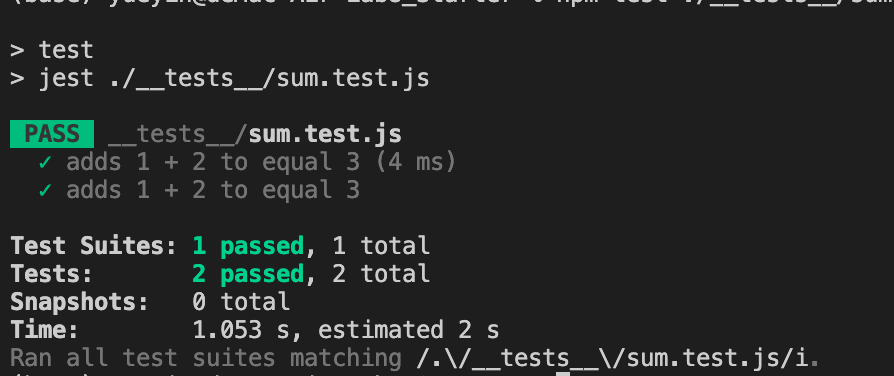 > test
> jest ./__tests__/sum.test.js
PASS __tests__/sum.test.js
✓ adds 1 + 2 to equal 3 (4 ms)
✓ adds 1 + 2 to equal 3
Test Suites: 1 passed, 1 total
Tests: 2 passed, 2 total
Snapshots: 0 total
Time: 1.053 s, estimated 2 s
Ran all test suites matching /.\/__tests__\/sum.test.js/i.